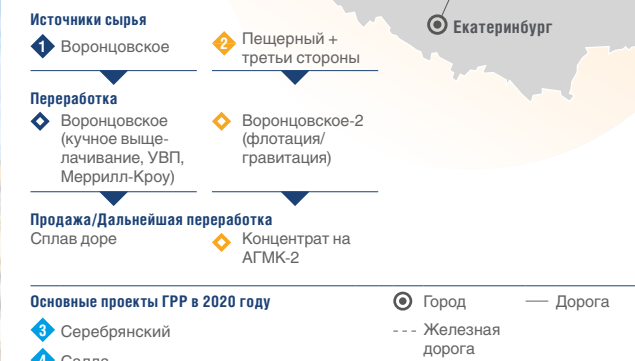 Екатеринбург
Источники сырья
1 Воронцовское
2 Пещерный +
третьи стороны
Переработка
Воронцовское
(кучное выще-
лачивание, УВП,
Меррилл-Кроу)
Воронцовское-2
(флотация/
гравитация)
Продажа/Дальнейшая переработка
Сплав доре
Концентрат на
АГМК-2
Основные проекты ГРР в 2020 году
3 Серебрянский
4
Город
Дорога
Железная
дорога